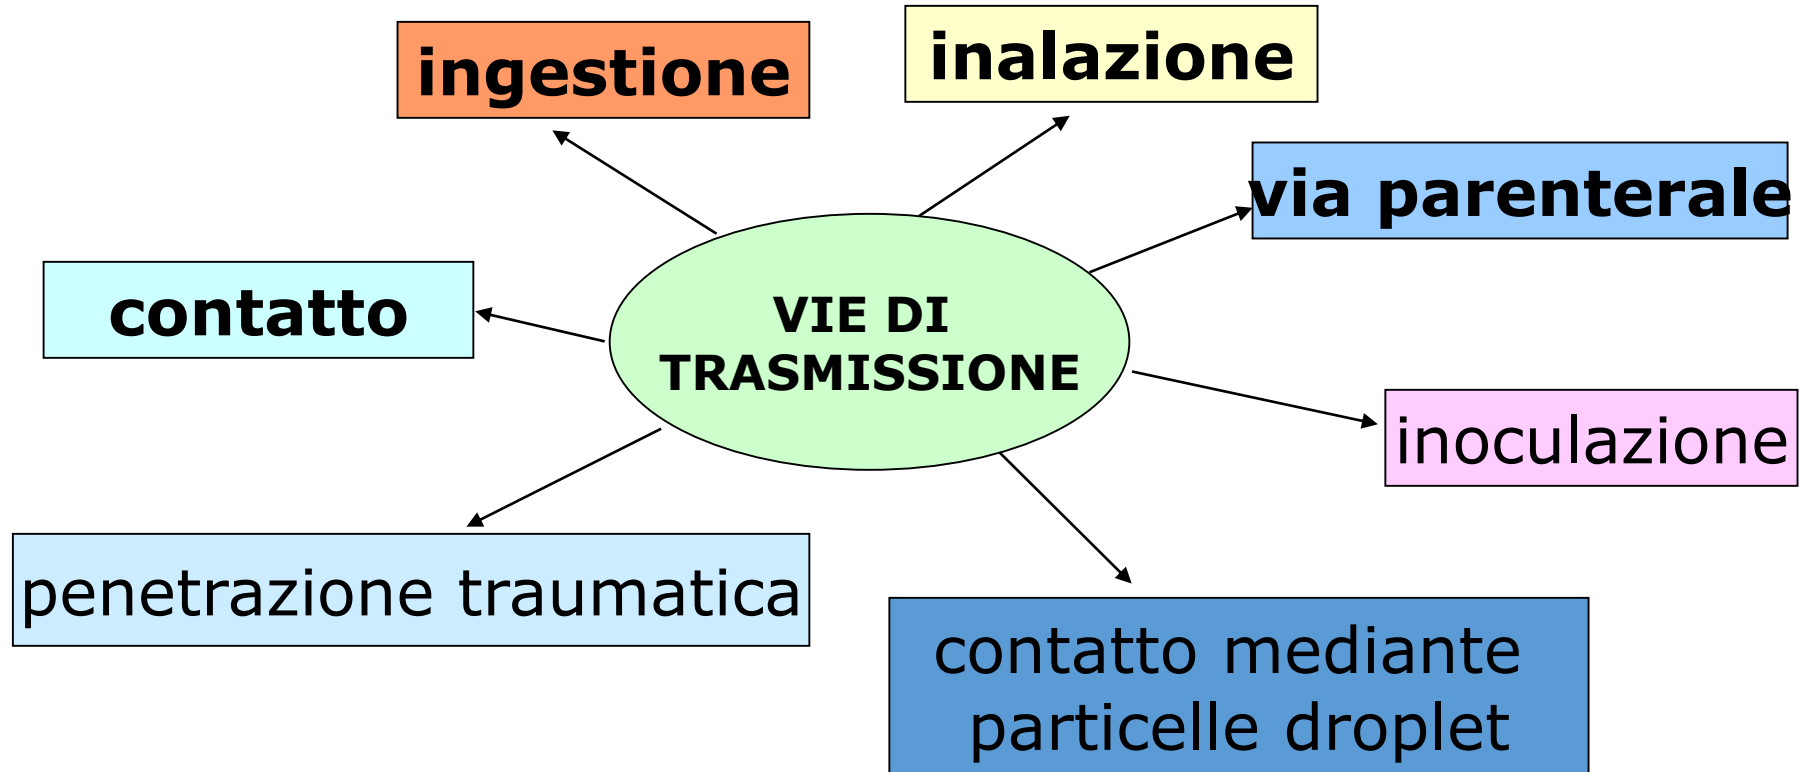 ingestione
inalazione
via parenterale
contatto
VIE DI
TRASMISSIONE
inoculazione
penetrazione traumatica
contatto mediante
particelle droplet